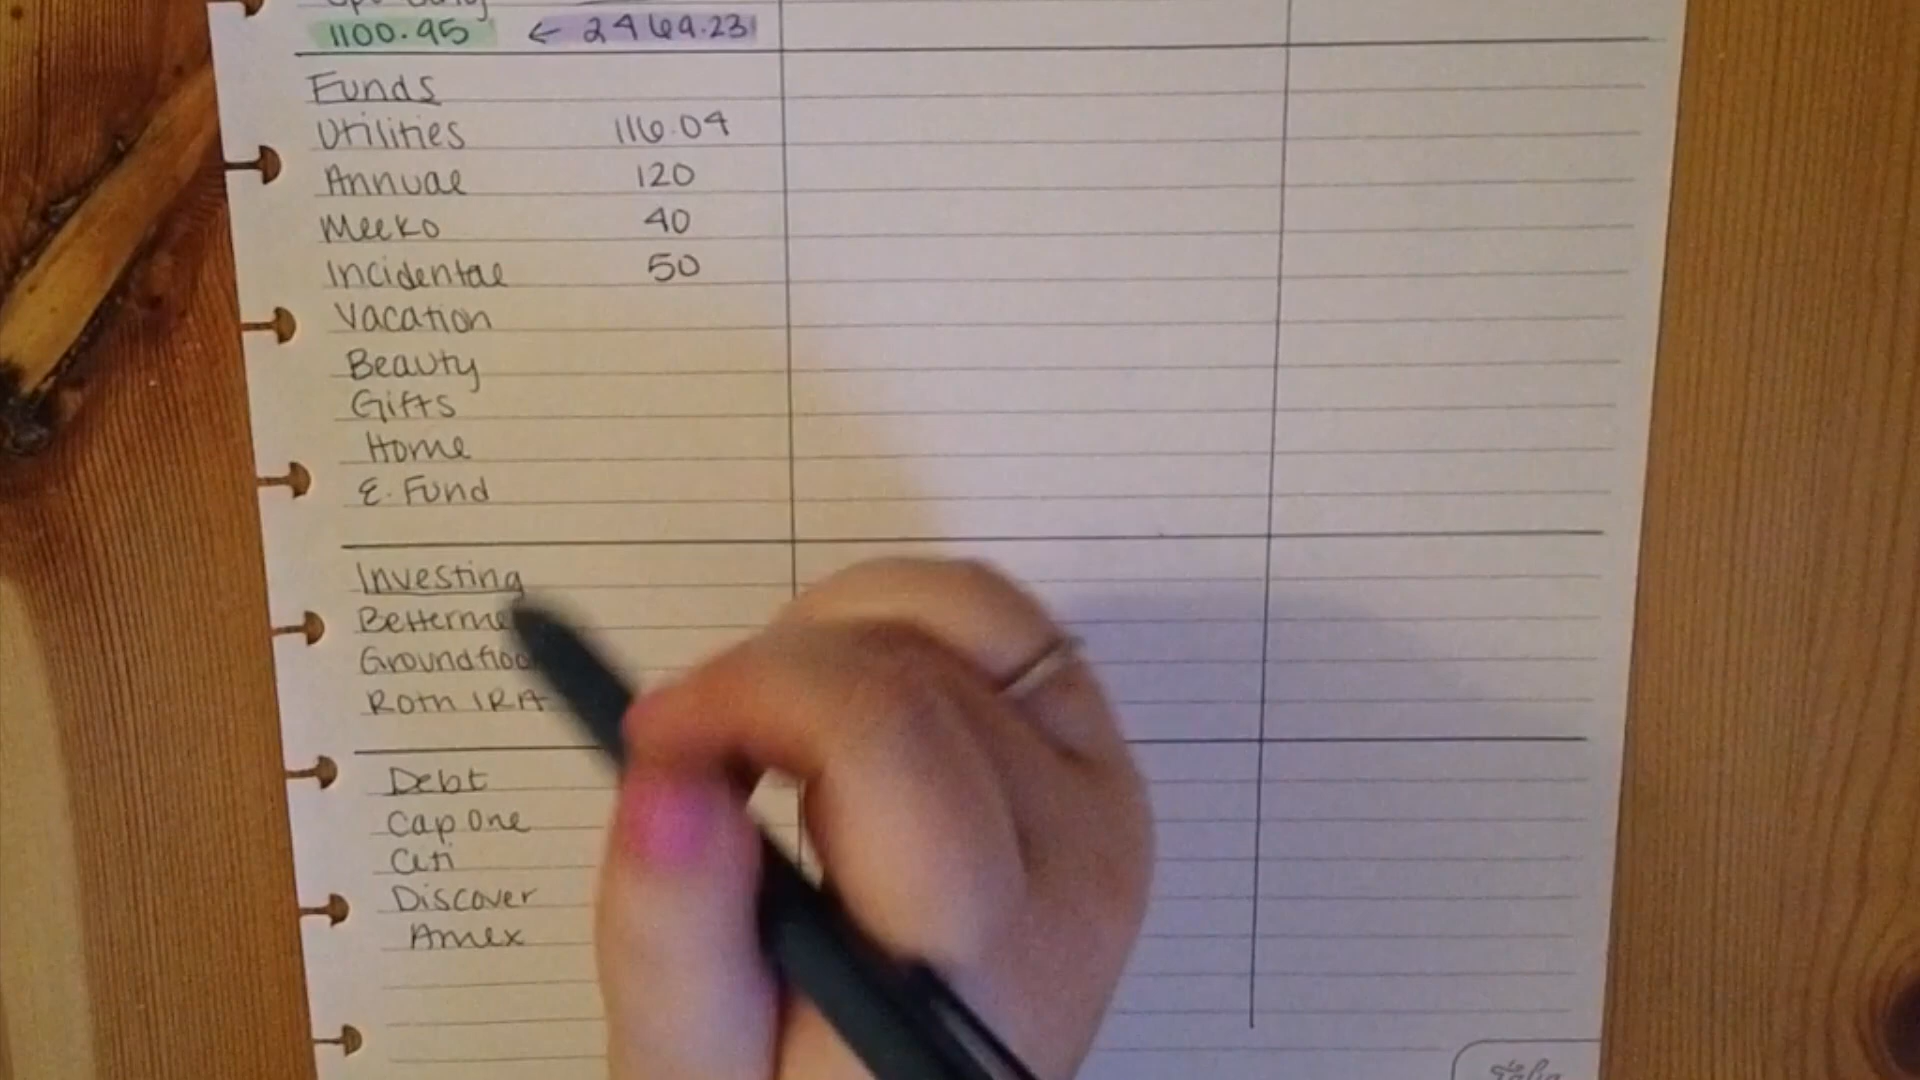 1100.95 ← 2469.23
Funds
Utilities 116.04
Annual 120
Meeko 40
Incidental 50
Vacation
Beauty
Gifts
Home
E. Fund
Investing
Groundfloo
Roth IRA
Debt
Cap One
Citi
Discover
Amex